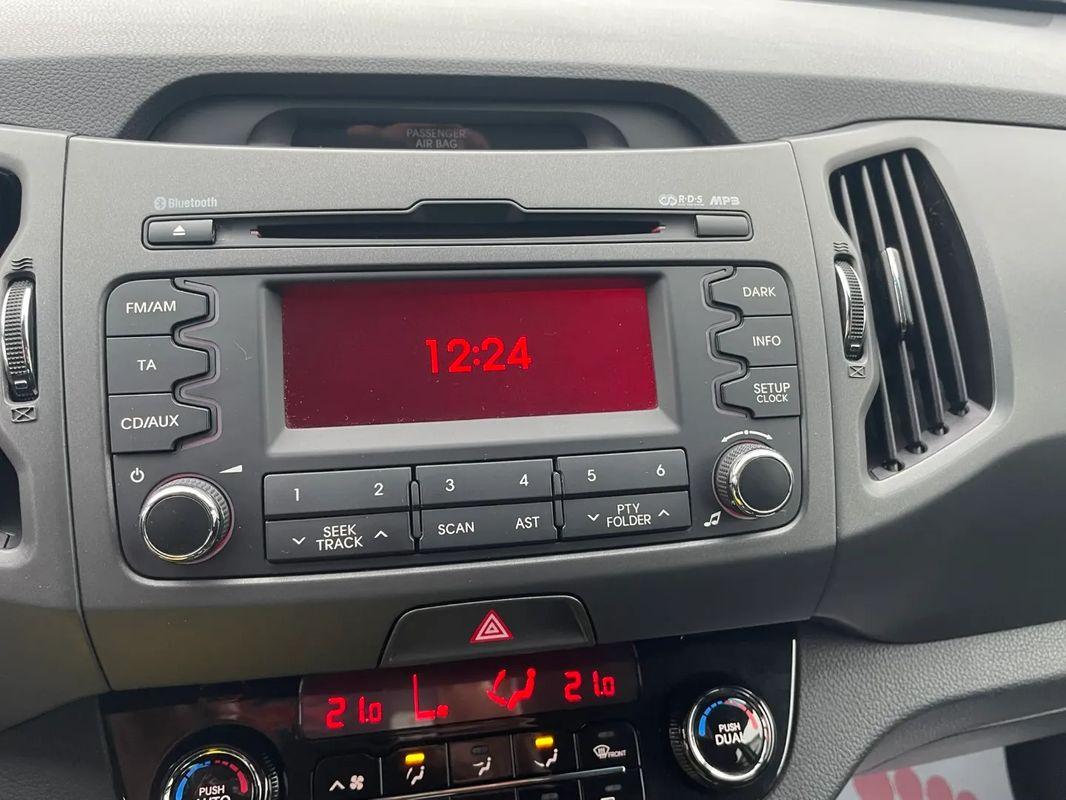 PASSENGER
AIR BAG
Bluetooth
R·D·S MP3
FM/AM
DARK
TA
INFO
CD/AUX
SETUP
CLOCK
12:24
1 2 3 4 5 6
SEEK
TRACK
SCAN AST
PTY
FOLDER
21.0 21.0
FRONT
PUSH
AUTO
PUSH
DUAL